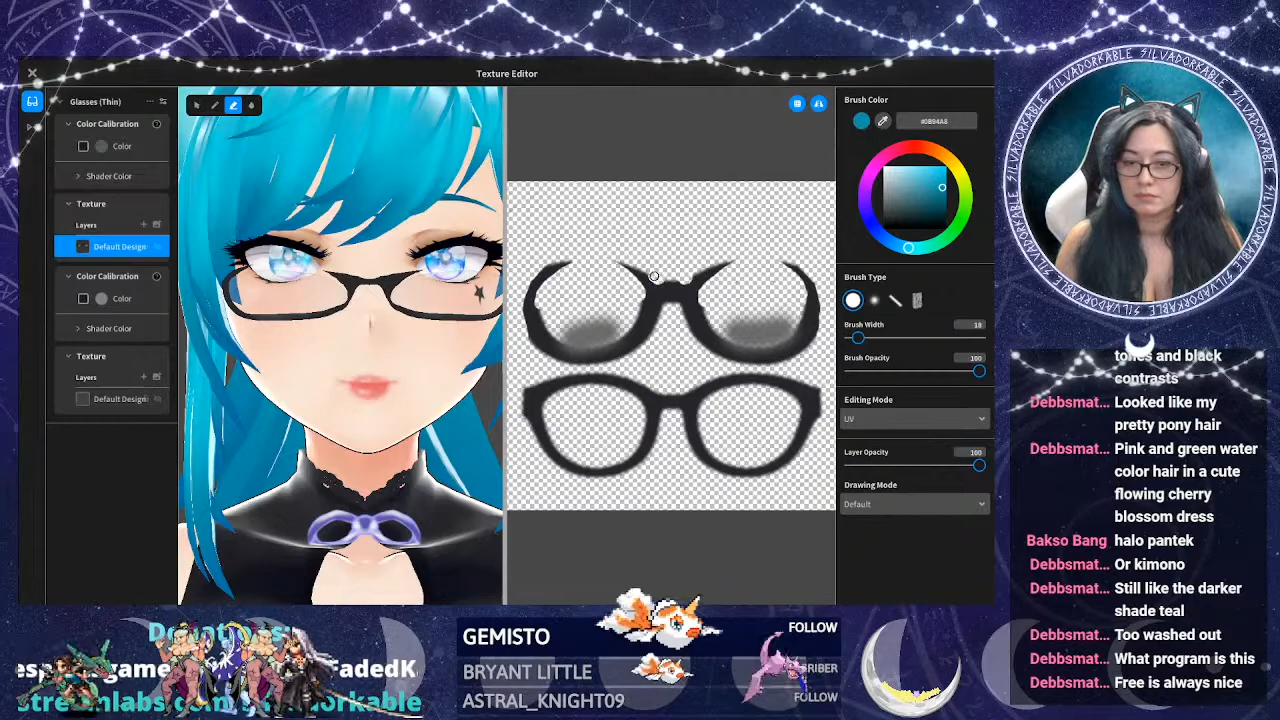 Texture Editor
Glasses (Thin)
Color Calibration
Color
Shader Color
Texture
Layers
Default Design
Color Calibration
Color
Shader Color
Texture
Layers
Default Design
Brush Color
#0B94A8
Brush Type
Brush Width
18
Brush Opacity
100
Editing Mode
UV
Layer Opacity
100
Drawing Mode
Default
SILVADORKABLE SILVADORKABLE SILVADORKABLE SILVADORKABLE
tones and black
contrasts
Debbsmat... Looked like my
pretty pony hair
Debbsmat... Pink and green water
color hair in a cute
flowing cherry
blossom dress
Bakso Bang halo pantek
Debbsmat... Or kimono
Debbsmat... Still like the darker
shade teal
Debbsmat... Too washed out
Debbsmat... What program is this
Debbsmat... Free is always nice
GEMISTO
FOLLOW
BRYANT LITTLE
ASTRAL_KNIGHT09
FOLLOW